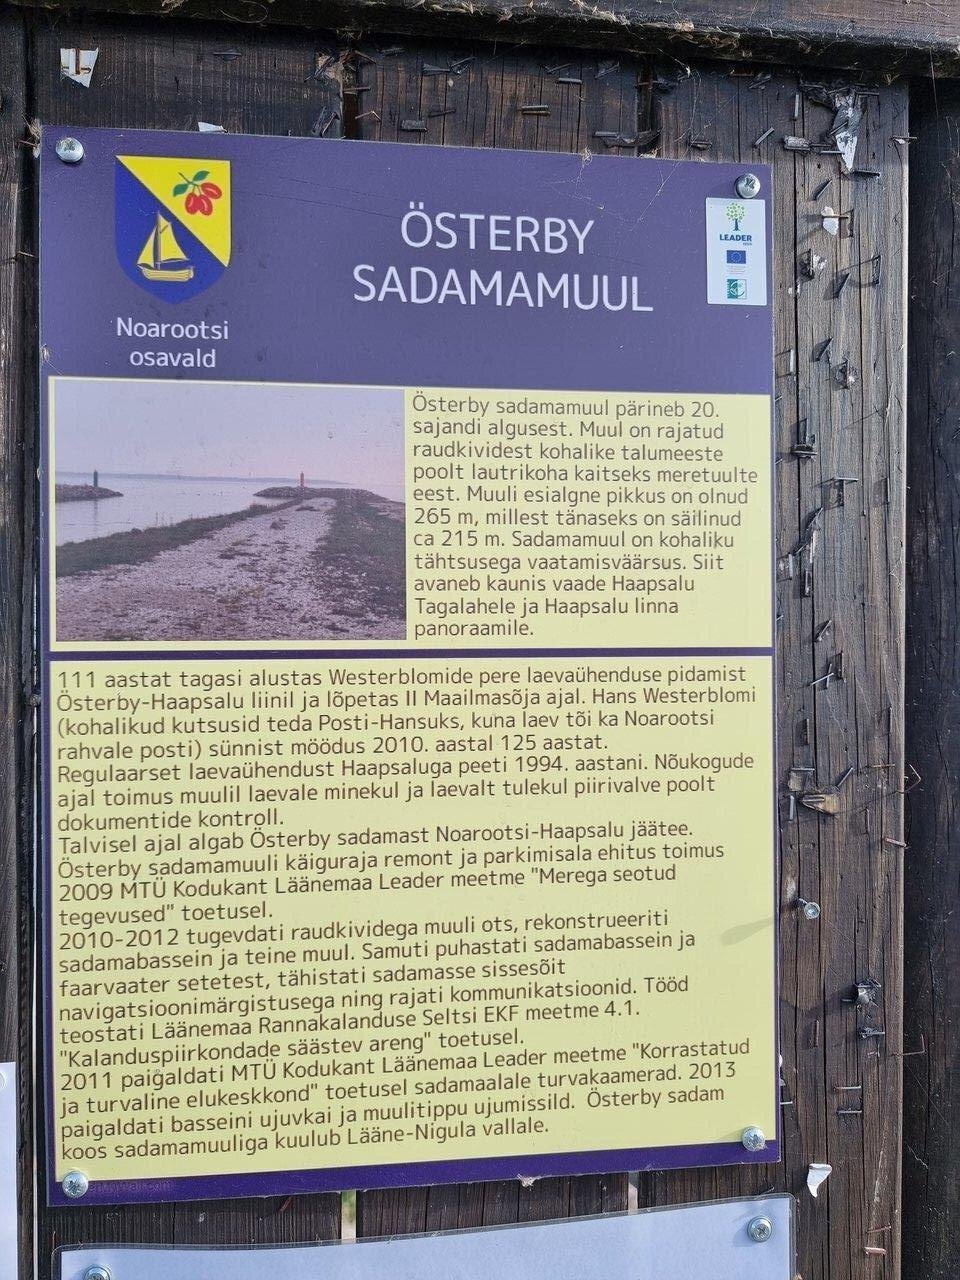 ÖSTERBY
SADAMAMUUL
LEADER
Noarootsi
osavald
Österby sadamamuul pärineb 20.
sajandi algusest. Muul on rajatud
raudkividest kohalike talumeeste
poolt lautrikoha kaitseks meretuulte
eest. Muuli esialgne pikkus on olnud
265 m, millest tänaseks on säilinud
ca 215 m. Sadamamuul on kohaliku
tähtsusega vaatamisväärsus. Siit
avaneb kaunis vaade Haapsalu
Tagalahele ja Haapsalu linna
panoraamile.
111 aastat tagasi alustas Westerblomide pere laevaühenduse pidamist
Österby-Haapsalu liinil ja lõpetas II Maailmasõja ajal. Hans Westerblomi
(kohalikud kutsusid teda Posti-Hansuks, kuna laev tõi ka Noarootsi
rahvale posti) sünnist möödus 2010. aastal 125 aastat.
Regulaarset laevaühendust Haapsaluga peeti 1994. aastani. Nõukogude
ajal toimus muulil laevale minekul ja laevalt tulekul piirivalve poolt
dokumentide kontroll.
Talvisel ajal algab Österby sadamast Noarootsi-Haapsalu jäätee.
Österby sadamamuuli käiguraja remont ja parkimisala ehitus toimus
2009 MTÜ Kodukant Läänemaa Leader meetme "Merega seotud
tegevused" toetusel.
2010-2012 tugevdati raudkividega muuli ots, rekonstrueeriti
sadamabassein ja teine muul. Samuti puhastati sadamabassein ja
faarvaater setetest, tähistati sadamasse sissesõit
navigatsioonimärgistusega ning rajati kommunikatsioonid. Tööd
teostati Läänemaa Rannakalanduse Seltsi EKF meetme 4.1.
"Kalanduspiirkondade säästev areng" toetusel.
2011 paigaldati MTÜ Kodukant Läänemaa Leader meetme "Korrastatud
ja turvaline elukeskkond" toetusel sadamaalale turvakaamerad. 2013
paigaldati basseini ujuvkai ja muulitippu ujumissild. Österby sadam
koos sadamamuuliga kuulub Lääne-Nigula vallale.